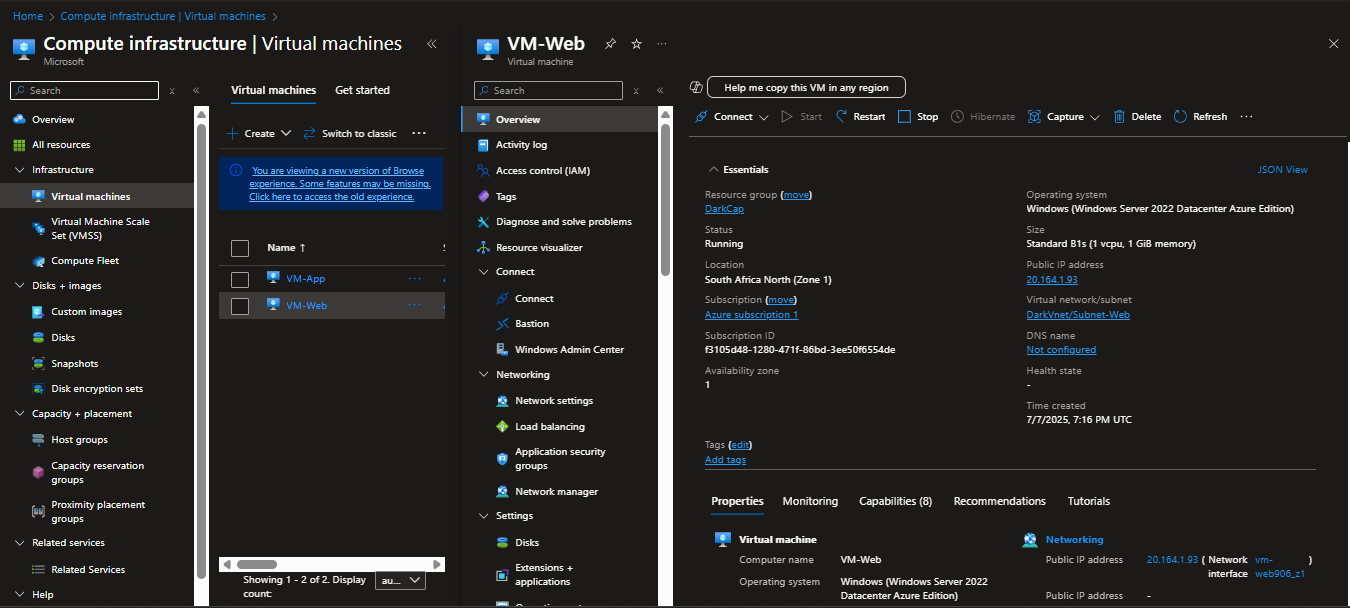 Home > Compute infrastructure | Virtual machines >
Compute infrastructure | Virtual machines
Microsoft
Search
Overview
All resources
Infrastructure
Virtual machines
Virtual Machine Scale
Set (VMSS)
Compute Fleet
Disks + images
Custom images
Disks
Snapshots
Disk encryption sets
Capacity + placement
Host groups
Capacity reservation
groups
Proximity placement
groups
Related services
Related Services
Help
Virtual machines Get started
Create Switch to classic ...
You are viewing a new version of Browse
experience. Some features may be missing.
Click here to access the old experience.
Name ↑
VM-App ...
VM-Web ...
Showing 1 - 2 of 2. Display
count:
au...
VM-Web
Virtual machine
Search
Overview
Activity log
Access control (IAM)
Tags
Diagnose and solve problems
Resource visualizer
Connect
Connect
Bastion
Windows Admin Center
Networking
Network settings
Load balancing
Application security
groups
Network manager
Settings
Disks
Extensions +
applications
Help me copy this VM in any region
Connect Start Restart Stop Hibernate Capture Delete Refresh ...
Essentials
JSON View
Resource group (move)
DarkCap
Status
Running
Location
South Africa North (Zone 1)
Subscription (move)
Azure subscription 1
Subscription ID
f3105d48-1280-471f-86bd-3ee50f6554de
Availability zone
1
Operating system
Windows (Windows Server 2022 Datacenter Azure Edition)
Size
Standard B1s (1 vcpu, 1 GiB memory)
Public IP address
20.164.1.93
Virtual network/subnet
DarkVnet/Subnet-Web
DNS name
Not configured
Health state
-
Time created
7/7/2025, 7:16 PM UTC
Tags (edit)
Add tags
Properties Monitoring Capabilities (8) Recommendations Tutorials
Virtual machine
Computer name VM-Web
Operating system Windows (Windows Server 2022
Datacenter Azure Edition)
Networking
Public IP address 20.164.1.93 ( Network vm- )
interface web906_z1
Public IP address -